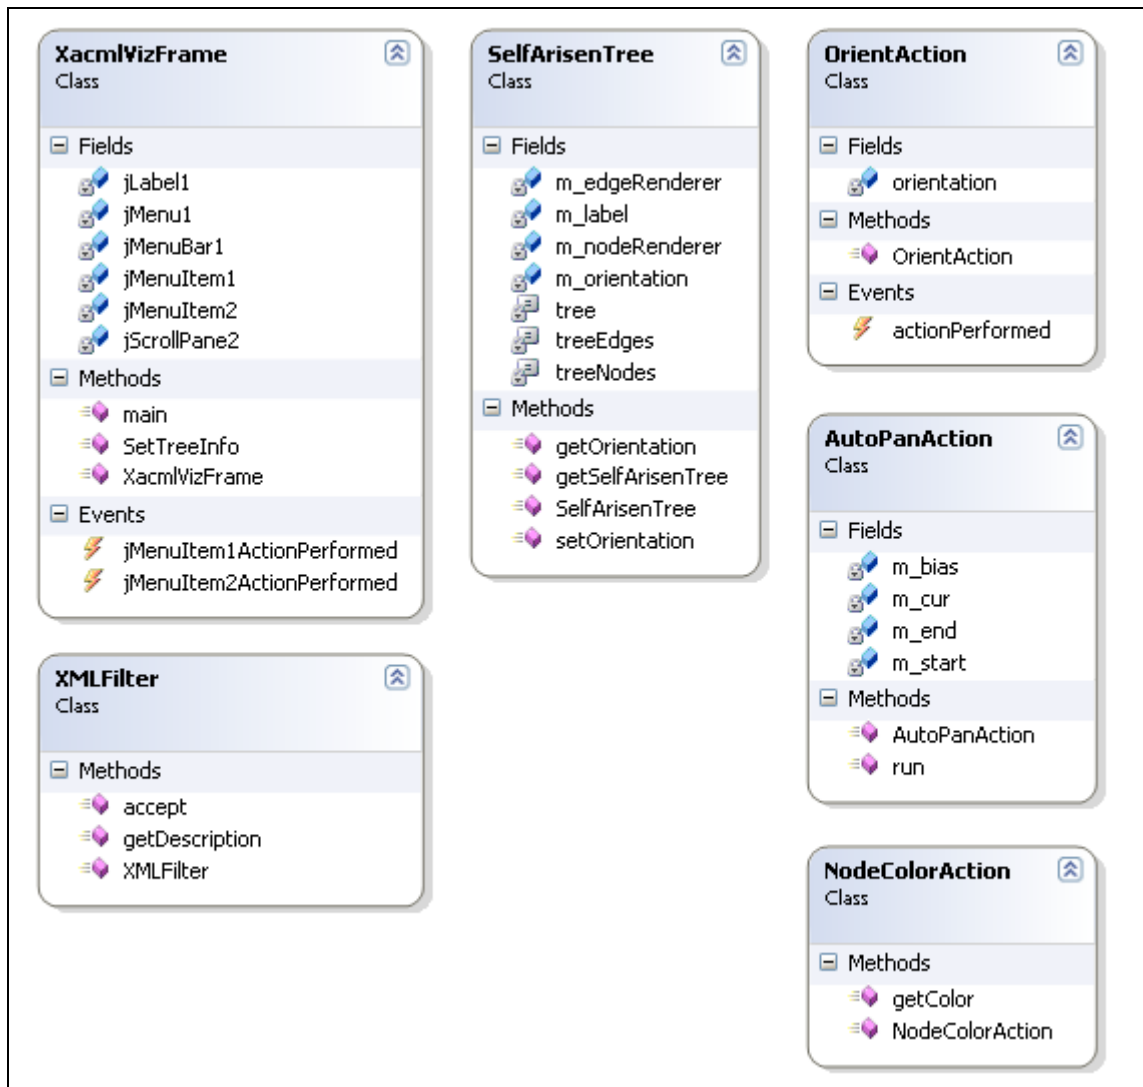 XacmlVizFrame
Class
Fields
jLabel1
jMenu1
jMenuBar1
jMenuItem1
jMenuItem2
jScrollPane2
Methods
main
SetTreeInfo
XacmlVizFrame
Events
jMenuItem1ActionPerformed
jMenuItem2ActionPerformed
XMLFilter
Class
Methods
accept
getDescription
XMLFilter
SelfArisenTree
Class
Fields
m_edgeRenderer
m_label
m_nodeRenderer
m_orientation
tree
treeEdges
treeNodes
Methods
getOrientation
getSelfArisenTree
SelfArisenTree
setOrientation
OrientAction
Class
Fields
orientation
Methods
OrientAction
Events
actionPerformed
AutoPanAction
Class
Fields
m_bias
m_cur
m_end
m_start
Methods
AutoPanAction
run
NodeColorAction
Class
Methods
getColor
NodeColorAction